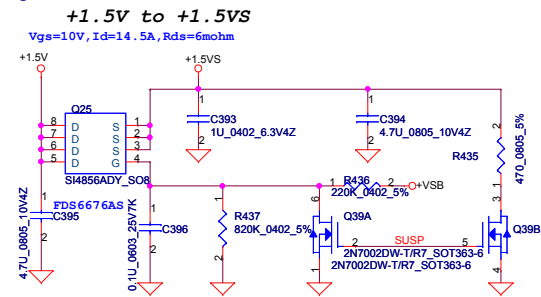 +1.5V to +1.5VS
Vgs=10V,Id=14.5A,Rds=6mohm
+1.5V
+1.5VS
Q25
8 D S 1
7 D S 2
6 D S 3
5 D G 4
SI4856ADY_SO8
FDS6676AS
1
C393
1U_0402_6.3V4Z
2
1
C394
4.7U_0805_10V4Z
2
2
R435
470_0805_5%
1
1
C395
4.7U_0805_10V4Z
2
1
C396
0.1U_0603_25V7K
2
1
R437
820K_0402_5%
2
1 R436 2
220K_0402_5%
+VSB
6
Q39A
2
1
2N7002DW-T/R7_SOT363-6
SUSP
3
5
Q39B
4
2N7002DW-T/R7_SOT363-6